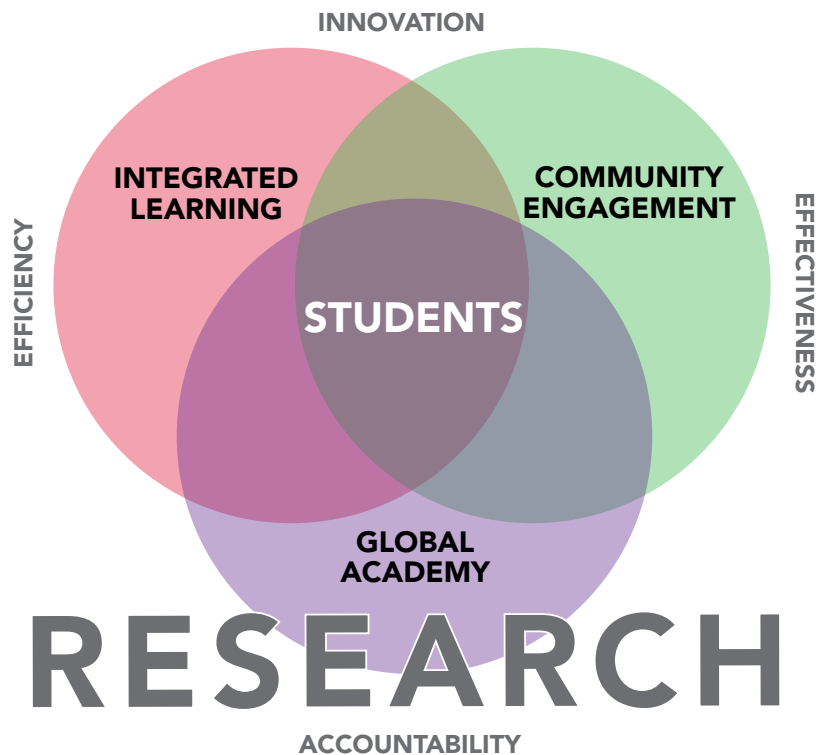 INNOVATION
INTEGRATED
LEARNING
COMMUNITY
ENGAGEMENT
EFFICIENCY
EFFECTIVENESS
STUDENTS
GLOBAL
ACADEMY
RESEARCH
ACCOUNTABILITY